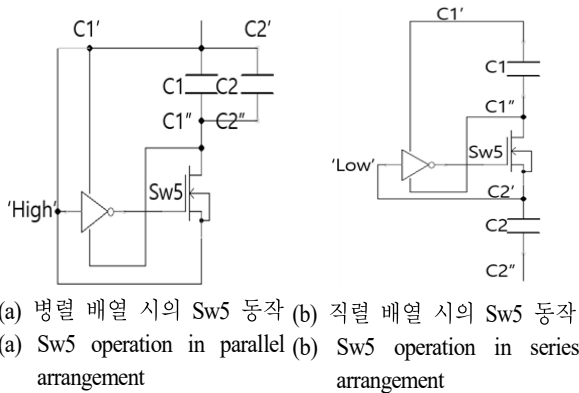 C1′ C2′
C1 C2
C1″ C2″
Sw5
'High'
C1′
C1
C1″
Sw5
'Low'
C2′
C2
C2″
(a) 병렬 배열 시의 Sw5 동작
(a) Sw5 operation in parallel
arrangement
(b) 직렬 배열 시의 Sw5 동작
(b) Sw5 operation in series
arrangement